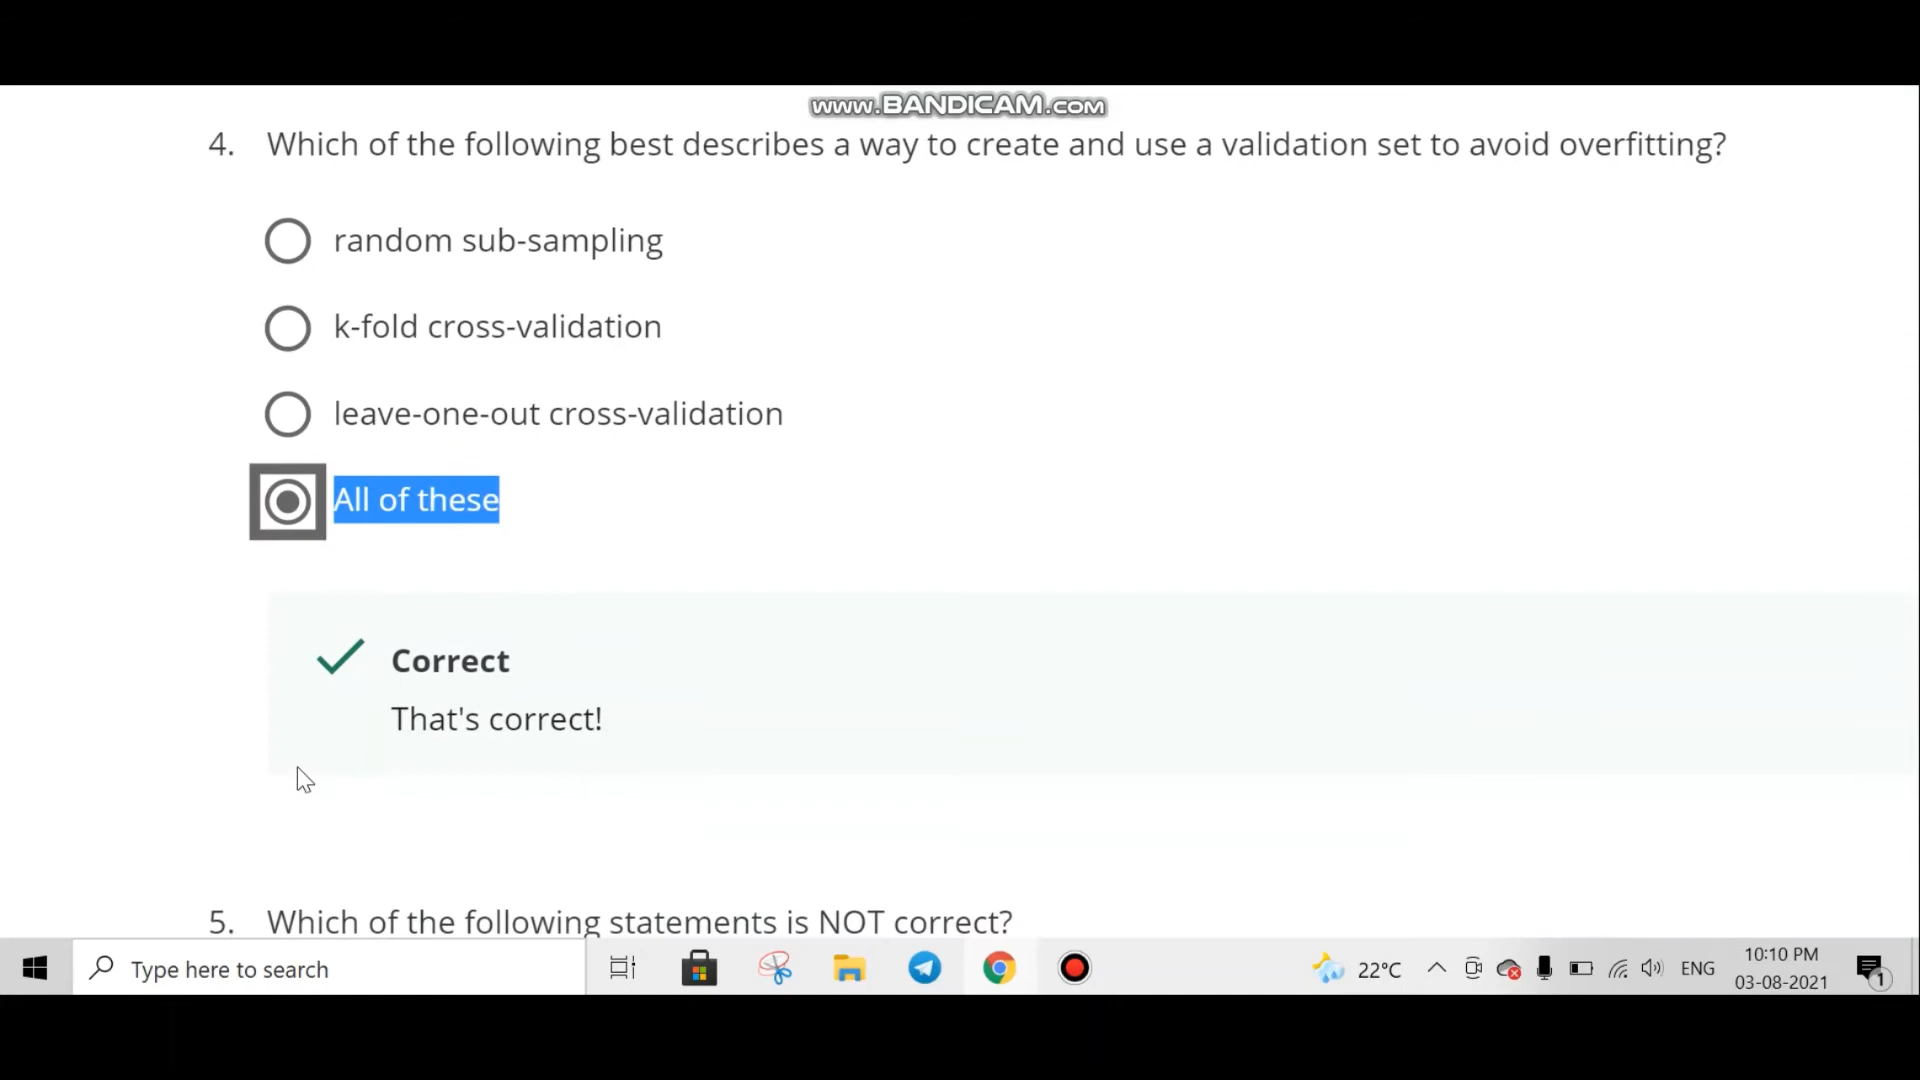 www.BANDICAM.com
4. Which of the following best describes a way to create and use a validation set to avoid overfitting?
random sub-sampling
k-fold cross-validation
leave-one-out cross-validation
All of these
Correct
That's correct!
5. Which of the following statements is NOT correct?
Type here to search
22°C
ENG
10:10 PM
03-08-2021
1